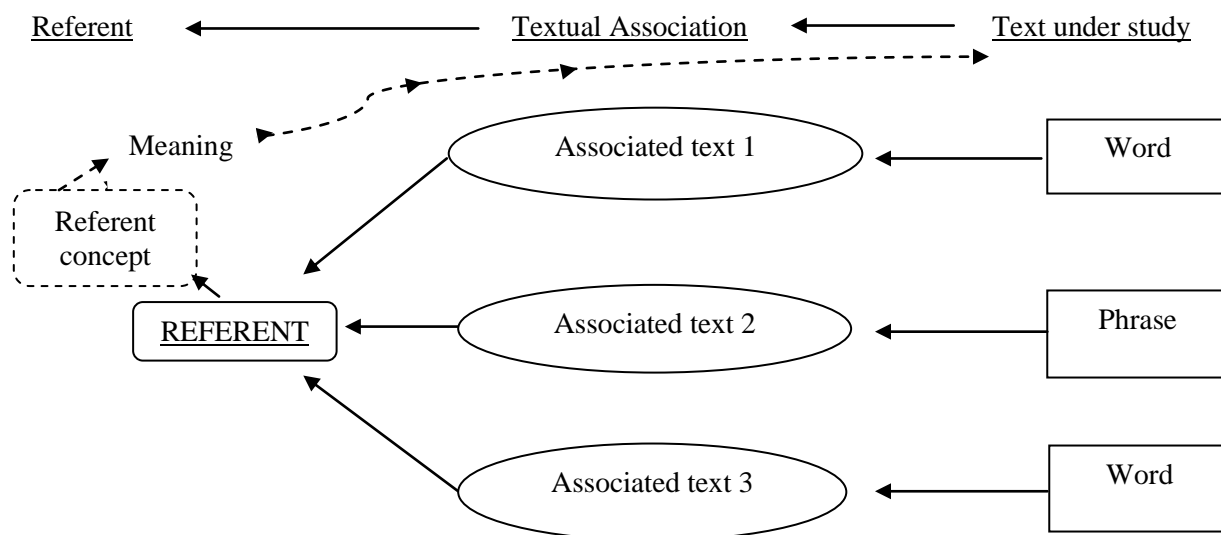 Referent Textual Association Text under study
Meaning
Associated text 1
Word
Referent
concept
REFERENT
Associated text 2
Phrase
Associated text 3
Word